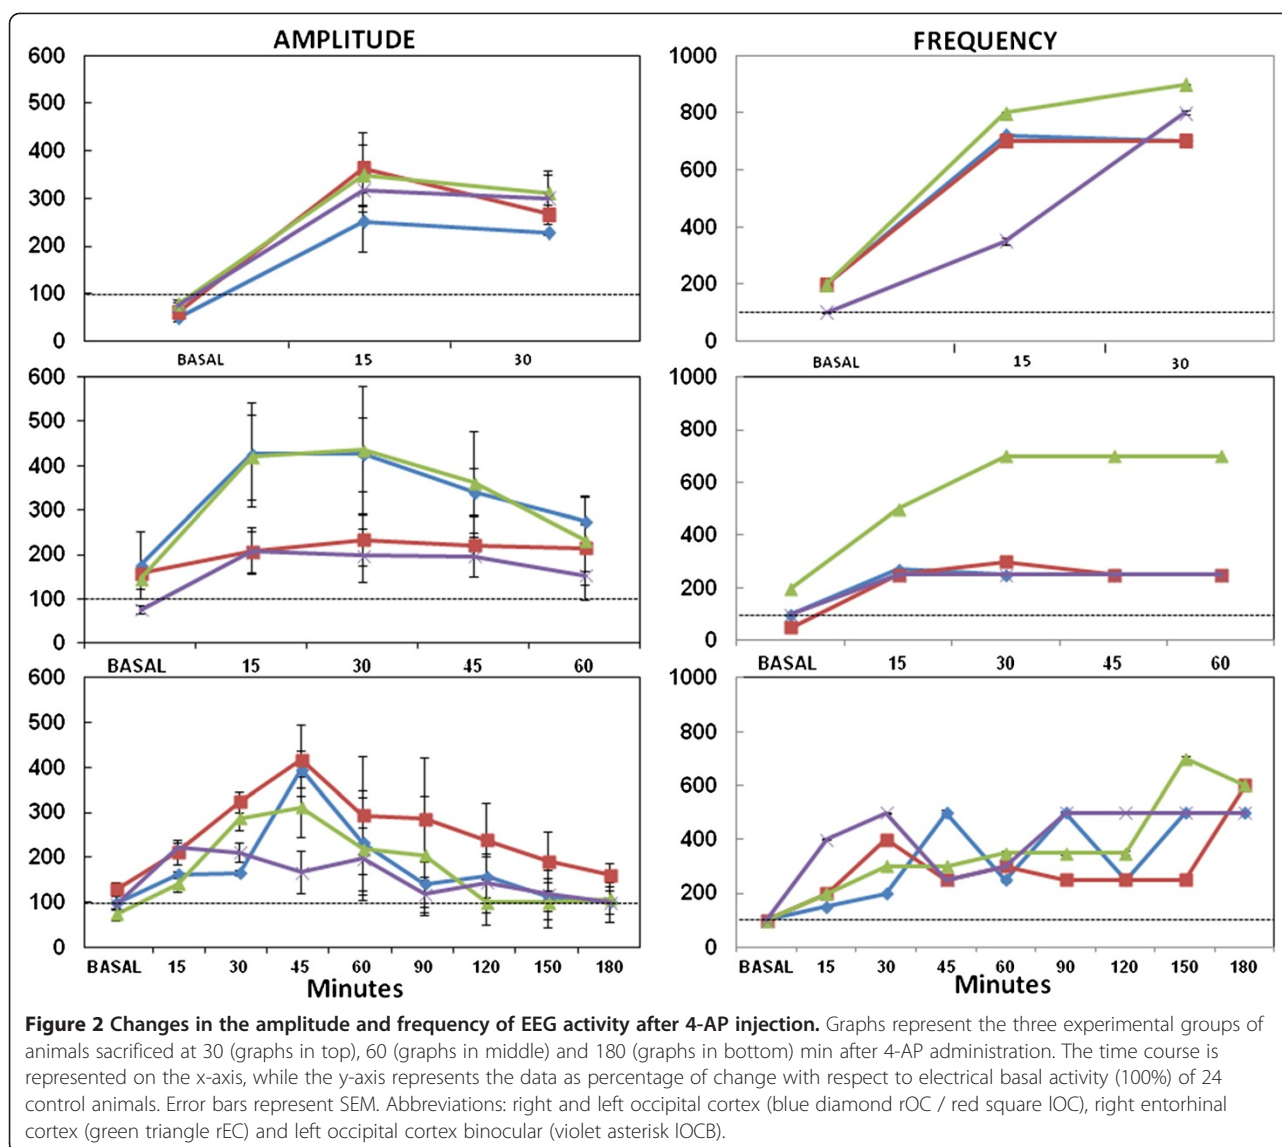 AMPLITUDE
600
500
400
300
200
100
0
BASAL 15 30
FREQUENCY
1000
800
600
400
200
0
BASAL 15 30
600
500
400
300
200
100
0
BASAL 15 30 45 60
1000
800
600
400
200
0
BASAL 15 30 45 60
600
500
400
300
200
100
0
BASAL 15 30 45 60 90 120 150 180
Minutes
1000
800
600
400
200
0
BASAL 15 30 45 60 90 120 150 180
Minutes
Figure 2 Changes in the amplitude and frequency of EEG activity after 4-AP injection. Graphs represent the three experimental groups of
animals sacrificed at 30 (graphs in top), 60 (graphs in middle) and 180 (graphs in bottom) min after 4-AP administration. The time course is
represented on the x-axis, while the y-axis represents the data as percentage of change with respect to electrical basal activity (100%) of 24
control animals. Error bars represent SEM. Abbreviations: right and left occipital cortex (blue diamond rOC / red square lOC), right entorhinal
cortex (green triangle rEC) and left occipital cortex binocular (violet asterisk lOCB).